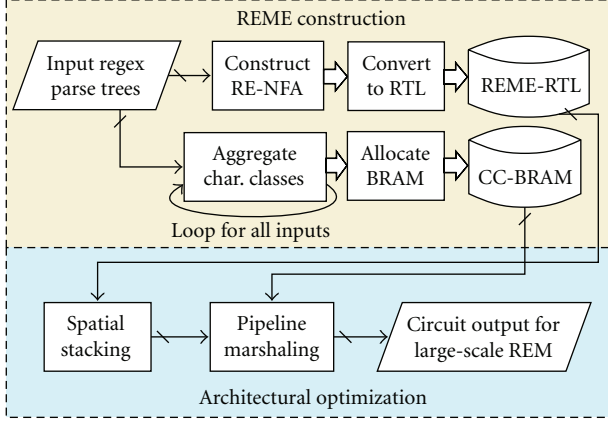 REME construction
Input regex
parse trees
Construct
RE-NFA
Convert
to RTL
REME-RTL
Aggregate
char. classes
Allocate
BRAM
CC-BRAM
Loop for all inputs
Spatial
stacking
Pipeline
marshaling
Circuit output for
large-scale REM
Architectural optimization